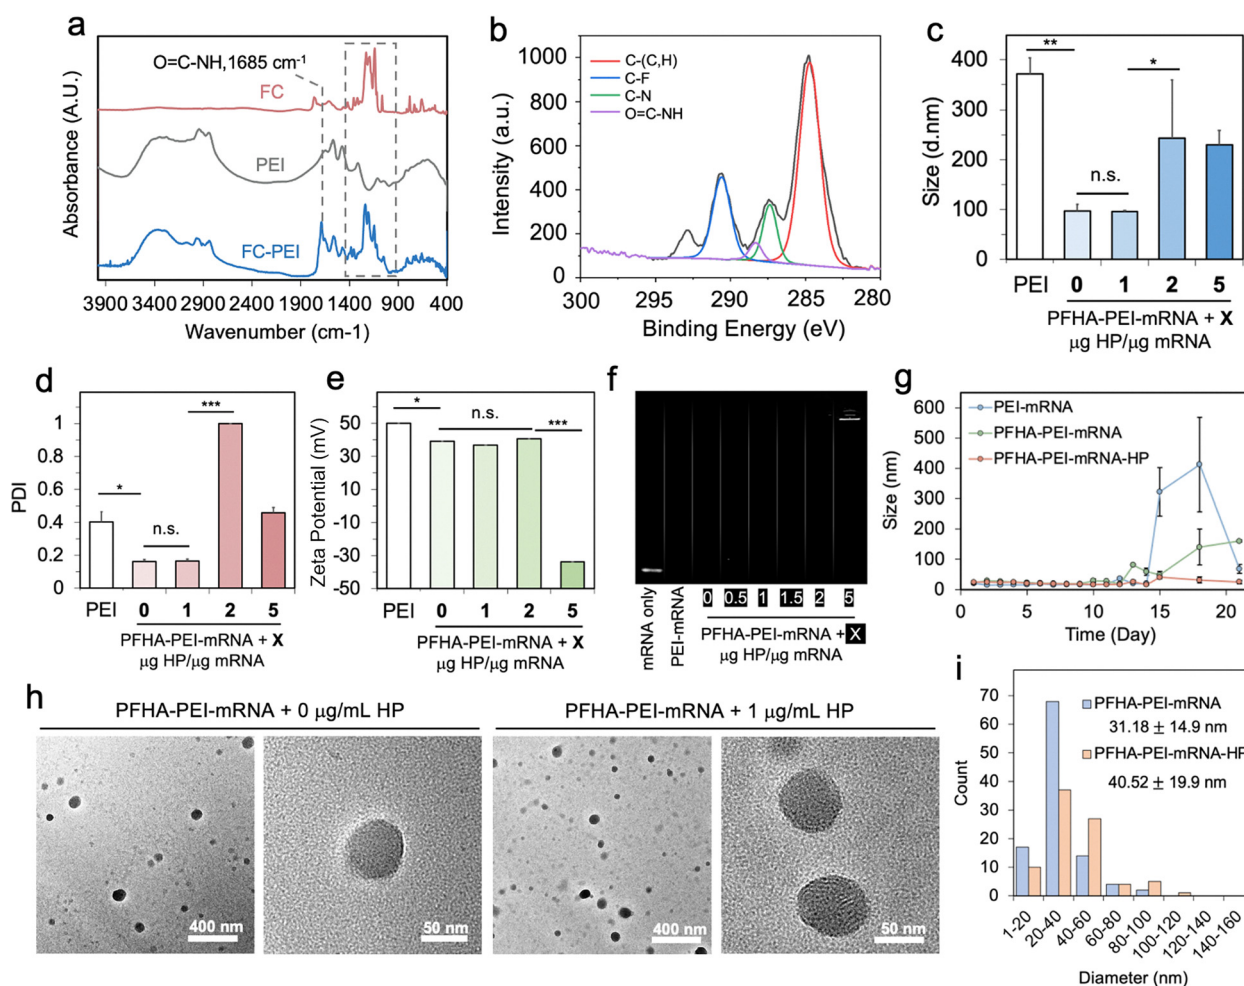 a
O=C-NH, 1685 cm⁻¹
FC
PEI
FC-PEI
Absorbance (A.U.)
3900 3400 2900 2400 1900 1400 900 400
Wavenumber (cm-1)
b
C-(C,H)
C-F
C-N
O=C-NH
Intensity (a.u.)
1000
800
600
400
200
0
300 295 290 285 280
Binding Energy (eV)
c
Size (d.nm)
400
300
200
100
0
**
*
n.s.
PEI 0 1 2 5
PFHA-PEI-mRNA + X
µg HP/µg mRNA
d
PDI
1
0.8
0.6
0.4
0.2
0
*
n.s.
***
PEI 0 1 2 5
PFHA-PEI-mRNA + X
µg HP/µg mRNA
e
Zeta Potential (mV)
50
30
10
-10
-30
-50
*
n.s.
***
PEI 0 1 2 5
PFHA-PEI-mRNA + X
µg HP/µg mRNA
f
mRNA only
PEI-mRNA
0 0.5 1 1.5 2 5
PFHA-PEI-mRNA + X
µg HP/µg mRNA
g
PEI-mRNA
PFHA-PEI-mRNA
PFHA-PEI-mRNA-HP
Size (nm)
600
500
400
300
200
100
0
0 5 10 15 20
Time (Day)
h
PFHA-PEI-mRNA + 0 µg/mL HP
PFHA-PEI-mRNA + 1 µg/mL HP
400 nm
50 nm
400 nm
50 nm
i
PFHA-PEI-mRNA
31.18 ± 14.9 nm
PFHA-PEI-mRNA-HP
40.52 ± 19.9 nm
Count
70
60
50
40
30
20
10
0
1-20
20-40
40-60
60-80
80-100
100-120
120-140
140-160
Diameter (nm)